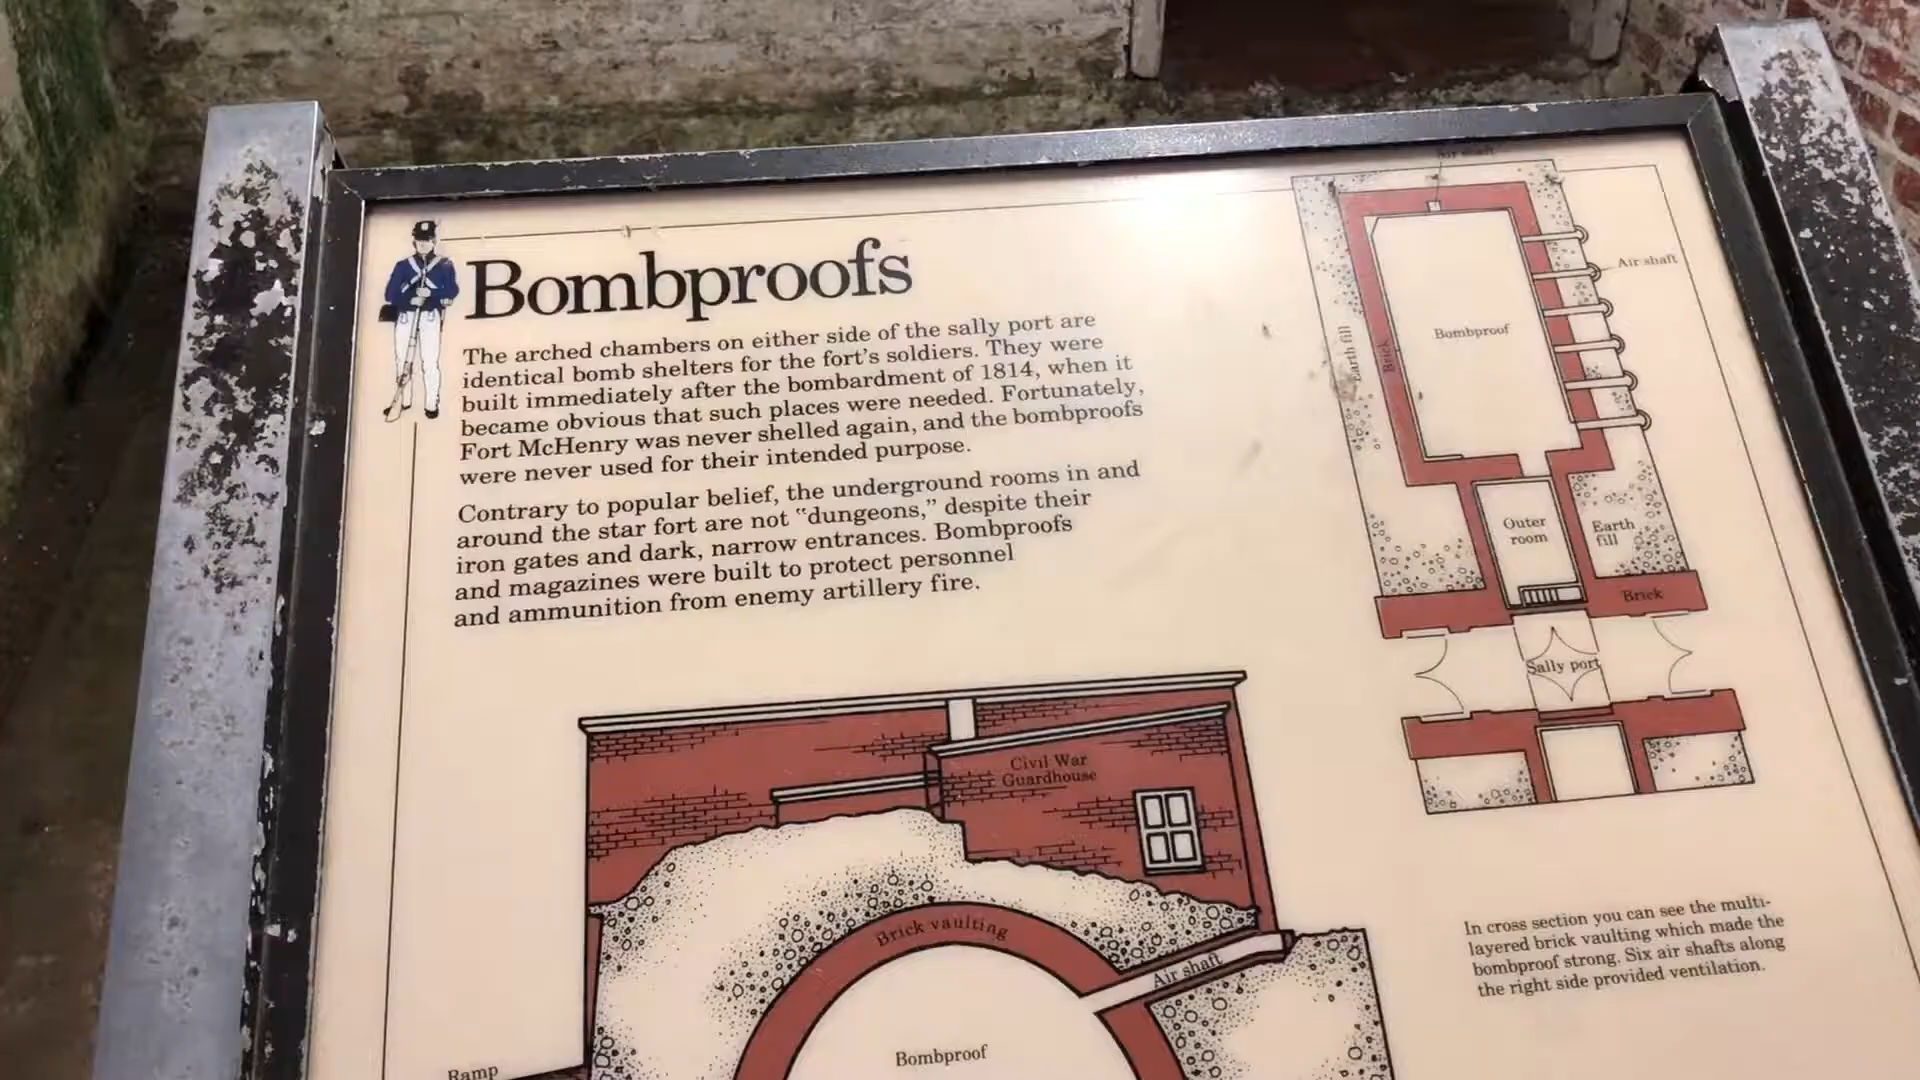 Bombproofs
The arched chambers on either side of the sally port are
identical bomb shelters for the fort's soldiers. They were
built immediately after the bombardment of 1814, when it
became obvious that such places were needed. Fortunately,
Fort McHenry was never shelled again, and the bombproofs
were never used for their intended purpose.
Contrary to popular belief, the underground rooms in and
around the star fort are not "dungeons," despite their
iron gates and dark, narrow entrances. Bombproofs
and magazines were built to protect personnel
and ammunition from enemy artillery fire.
Air shaft
Air shaft
Bombproof
Earth fill
Brick
Outer
room
Earth
fill
Brick
Sally port
Civil War
Guardhouse
Brick vaulting
Air shaft
Bombproof
Ramp
In cross section you can see the multi-
layered brick vaulting which made the
bombproof strong. Six air shafts along
the right side provided ventilation.